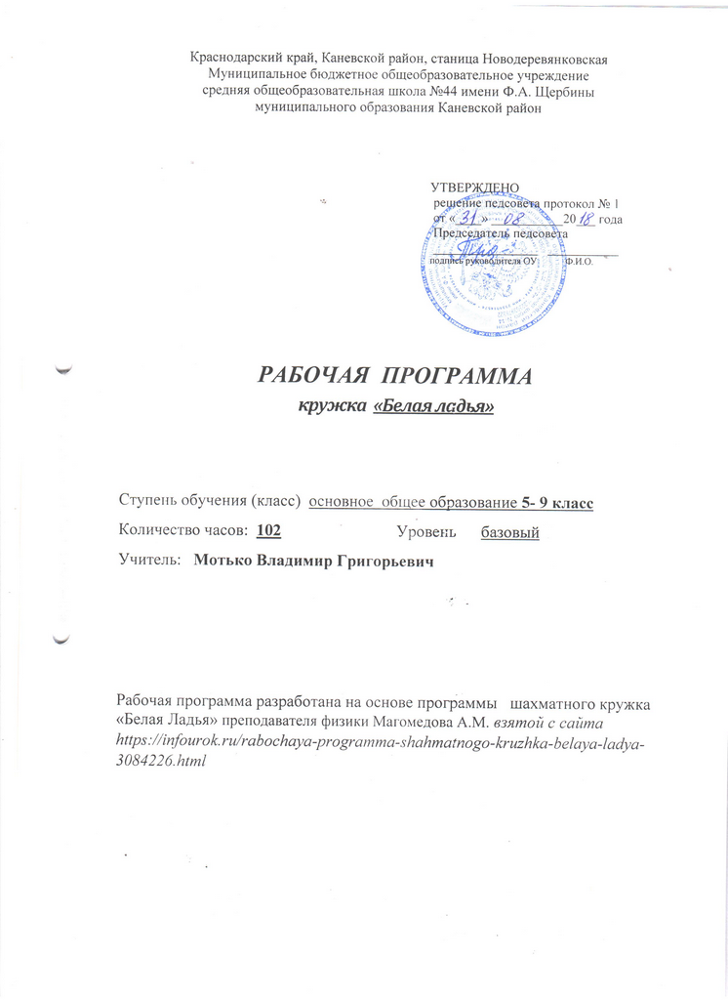 Краснодарский край, Каневской район, станица Новодеревянковская
Муниципальное бюджетное общеобразовательное учреждение
средняя общеобразовательная школа №44 имени Ф.А. Щербины
муниципального образования Каневской район
УТВЕРЖДЕНО
решение педсовета протокол № 1
от « 31 » 08 2018 года
Председатель педсовета
подпись руководителя ОУ Ф.И.О.
РАБОЧАЯ ПРОГРАММА
кружка «Белая ладья»
Ступень обучения (класс) основное общее образование 5- 9 класс
Количество часов: 102 Уровень базовый
Учитель: Мотько Владимир Григорьевич
Рабочая программа разработана на основе программы шахматного кружка
«Белая Ладья» преподавателя физики Магомедова А.М. взятой с сайта
https://infourok.ru/rabochaya-programma-shahmatnogo-kruzhka-belaya-ladya-
3084226.html